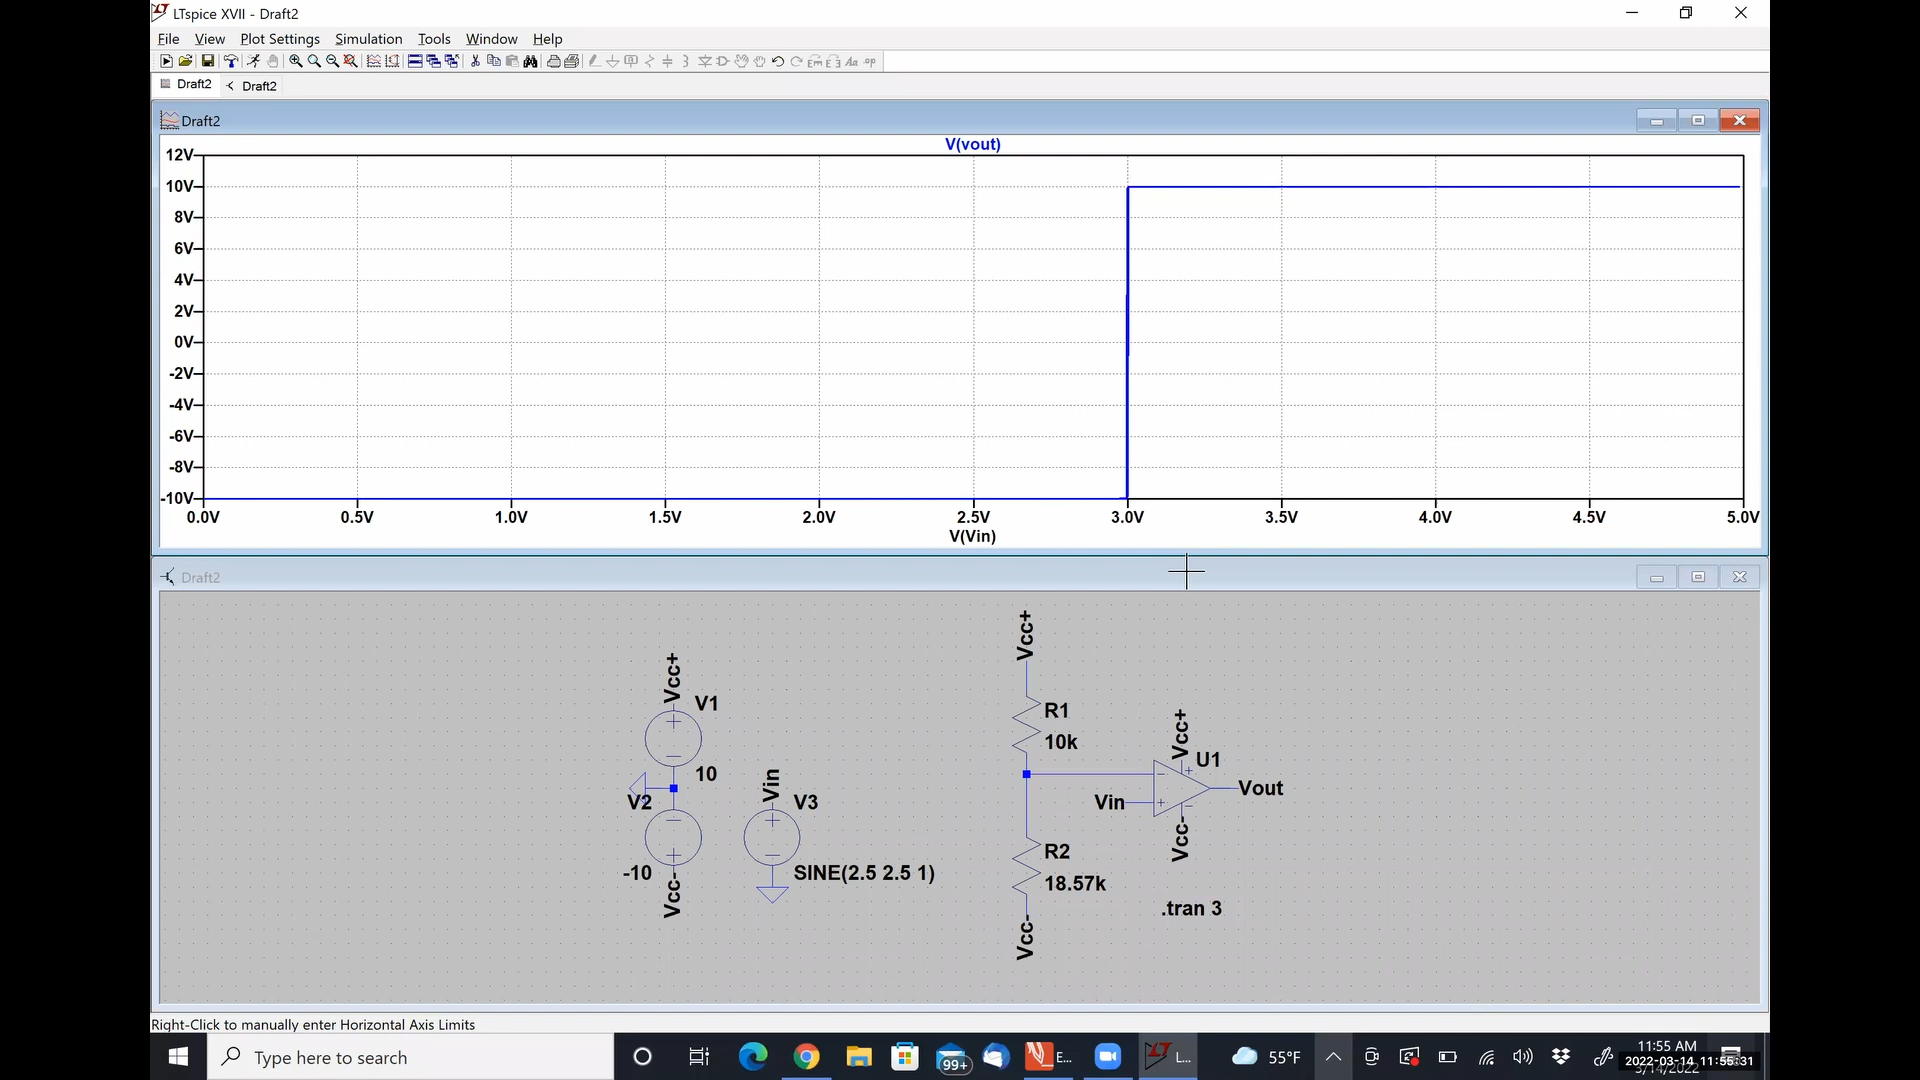 LTspice XVII - Draft2
File View Plot Settings Simulation Tools Window Help
Draft2 Draft2
Draft2
V(vout)
12V
10V
8V
6V
4V
2V
0V
-2V
-4V
-6V
-8V
-10V
0.0V 0.5V 1.0V 1.5V 2.0V 2.5V 3.0V 3.5V 4.0V 4.5V 5.0V
V(Vin)
Draft2
Vcc+
V1
10
V2
-10
Vcc-
Vin
V3
SINE(2.5 2.5 1)
Vcc+
R1
10k
R2
18.57k
Vcc-
Vcc+
U1
Vin
Vout
Vcc-
.tran 3
Right-Click to manually enter Horizontal Axis Limits
Type here to search
99+
E...
L...
55°F
11:55 AM
3/14/2022
2022-03-14 11:55:31